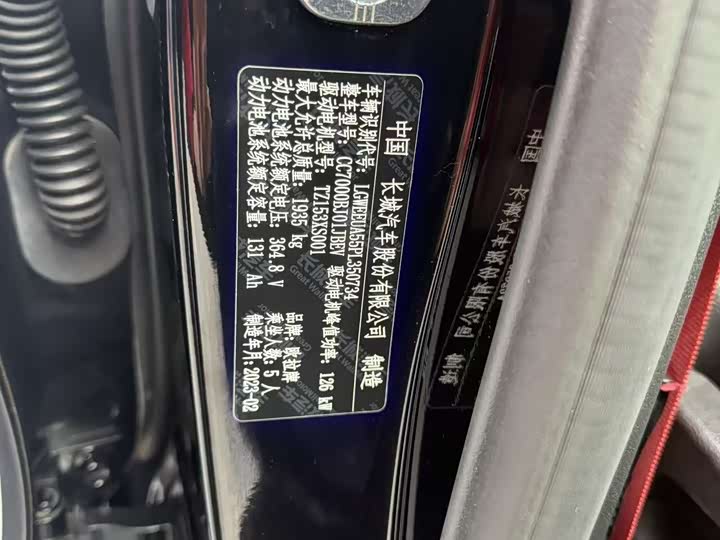 中国 长城汽车股份有限公司 制造
车辆识别代号: LGWEEUA55PL350734
整车型号: CC7000BJ01JBEV 品牌: 欧拉牌
驱动电机型号: TZ153XS001 驱动电机峰值功率: 126 kW
最大允许总质量: 1935 kg 乘坐人数: 5 人
动力电池系统额定电压: 364.8 V 制造年月: 2023-02
动力电池系统额定容量: 131 Ah